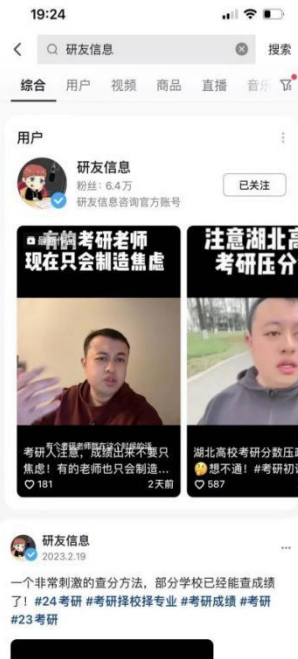 19:24
研友信息
搜索
综合 用户 视频 商品 直播 音乐
用户
研友信息
粉丝：6.4万
已关注
研友信息咨询官方账号
有的考研老师
现在只会制造焦虑
考研人注意，成绩出来不要只
焦虑！有的老师也只会制造...
181
2天前
注意湖北高
考研压分
湖北高校考研分数压
🤔想不通！#考研初
587
研友信息
2023.2.19
一个非常刺激的查分方法，部分学校已经能查成绩
了！#24考研 #考研择校择专业 #考研成绩 #考研
#23考研